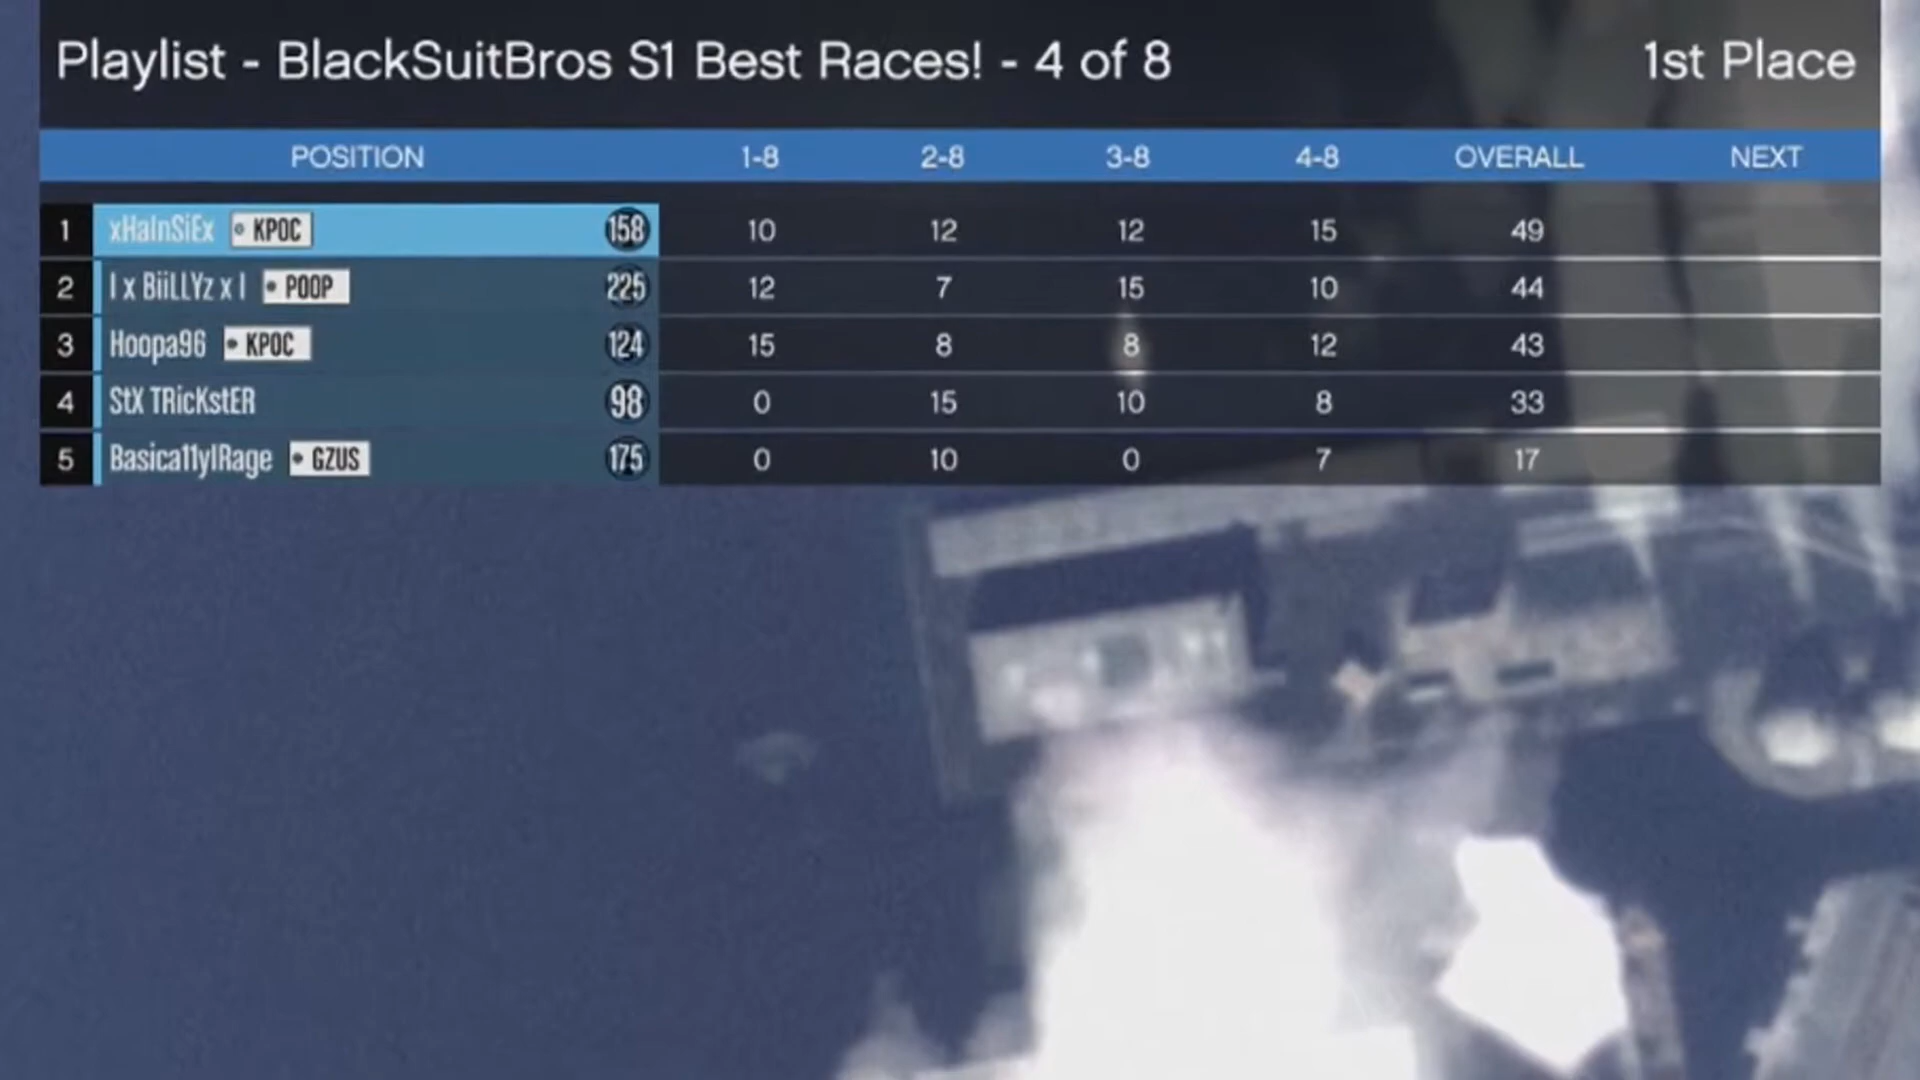 Playlist - BlackSuitBros S1 Best Races! - 4 of 8 1st Place
POSITION 1-8 2-8 3-8 4-8 OVERALL NEXT
1 xHaInSiEx KPOC 158 10 12 12 15 49
2 I x BiiLLYz x I POOP 225 12 7 15 10 44
3 Hoopa96 KPOC 124 15 8 8 12 43
4 StX TRicKstER 98 0 15 10 8 33
5 Basica11yIRage GZUS 175 0 10 0 7 17